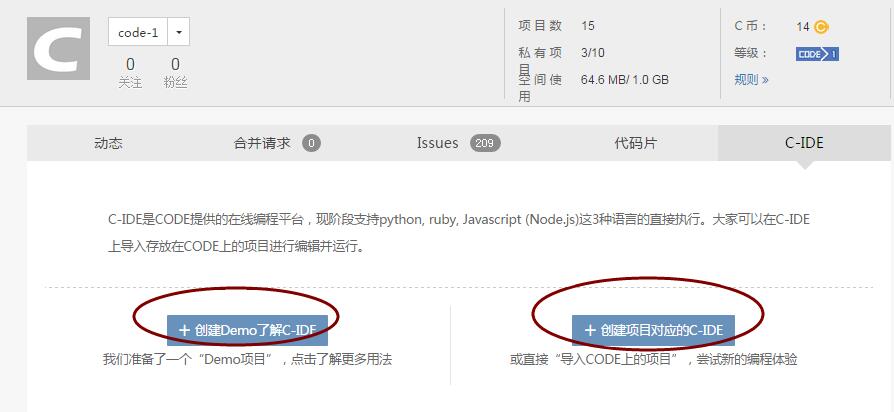 C
code-1
0
0
关注
粉丝
项目数 15
私有项目 3/10
空间使用 64.6 MB/ 1.0 GB
C币： 14 C
等级： CODE 1
规则 »
动态
合并请求 0
Issues 209
代码片
C-IDE
C-IDE是CODE提供的在线编程平台，现阶段支持python, ruby, Javascript (Node.js)这3种语言的直接执行。大家可以在C-IDE
上导入存放在CODE上的项目进行编辑并运行。
+ 创建Demo了解C-IDE
我们准备了一个“Demo项目”，点击了解更多用法
+ 创建项目对应的C-IDE
或直接“导入CODE上的项目”，尝试新的编程体验